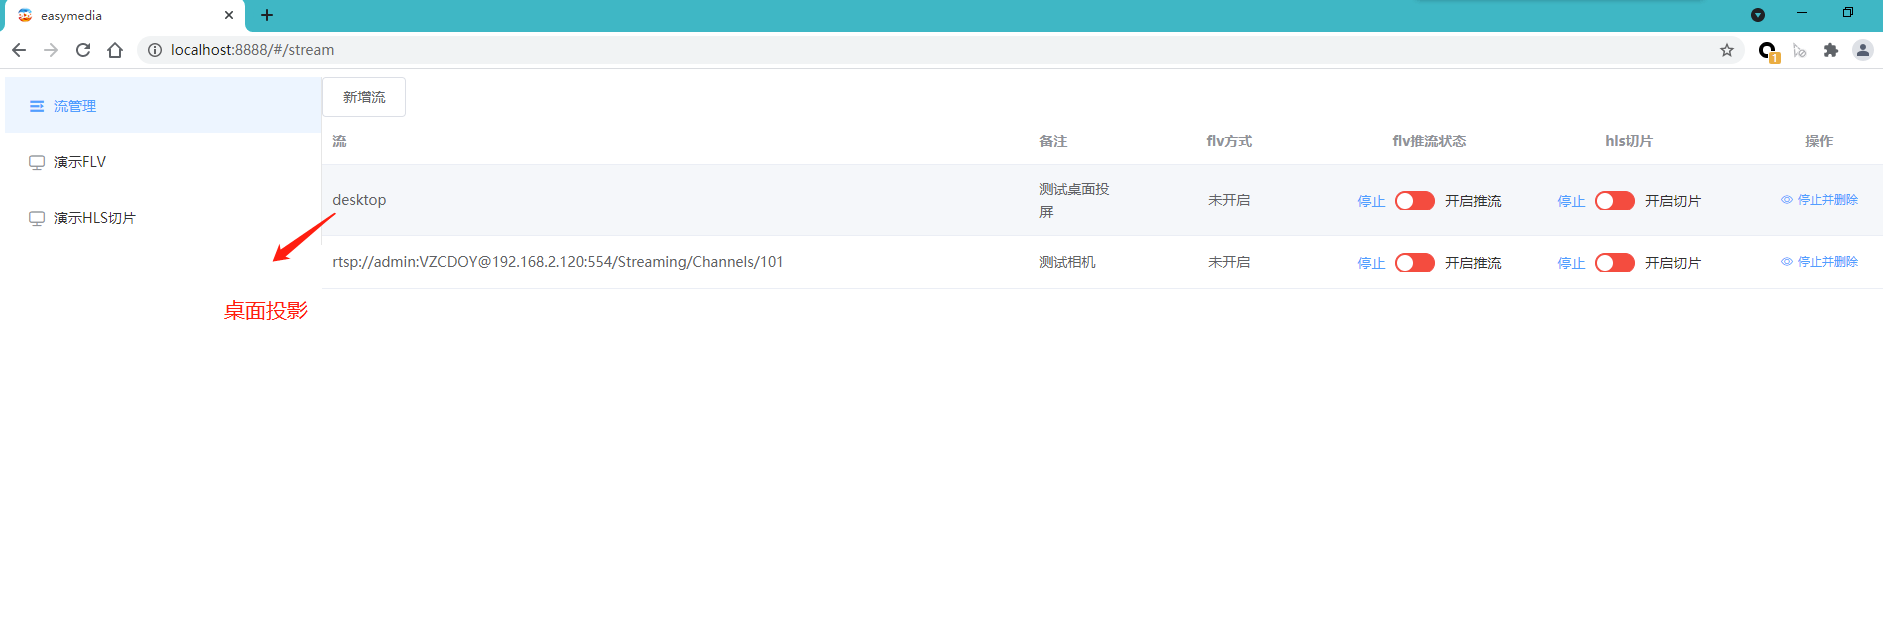 easymedia
localhost:8888/#/stream
1
流管理
演示FLV
演示HLS切片
新增流
流 备注 flv方式 flv推流状态 hls切片 操作
desktop 测试桌面投屏 未开启 停止 开启推流 停止 开启切片 停止并删除
rtsp://admin:VZCDOY@192.168.2.120:554/Streaming/Channels/101 测试相机 未开启 停止 开启推流 停止 开启切片 停止并删除
桌面投影